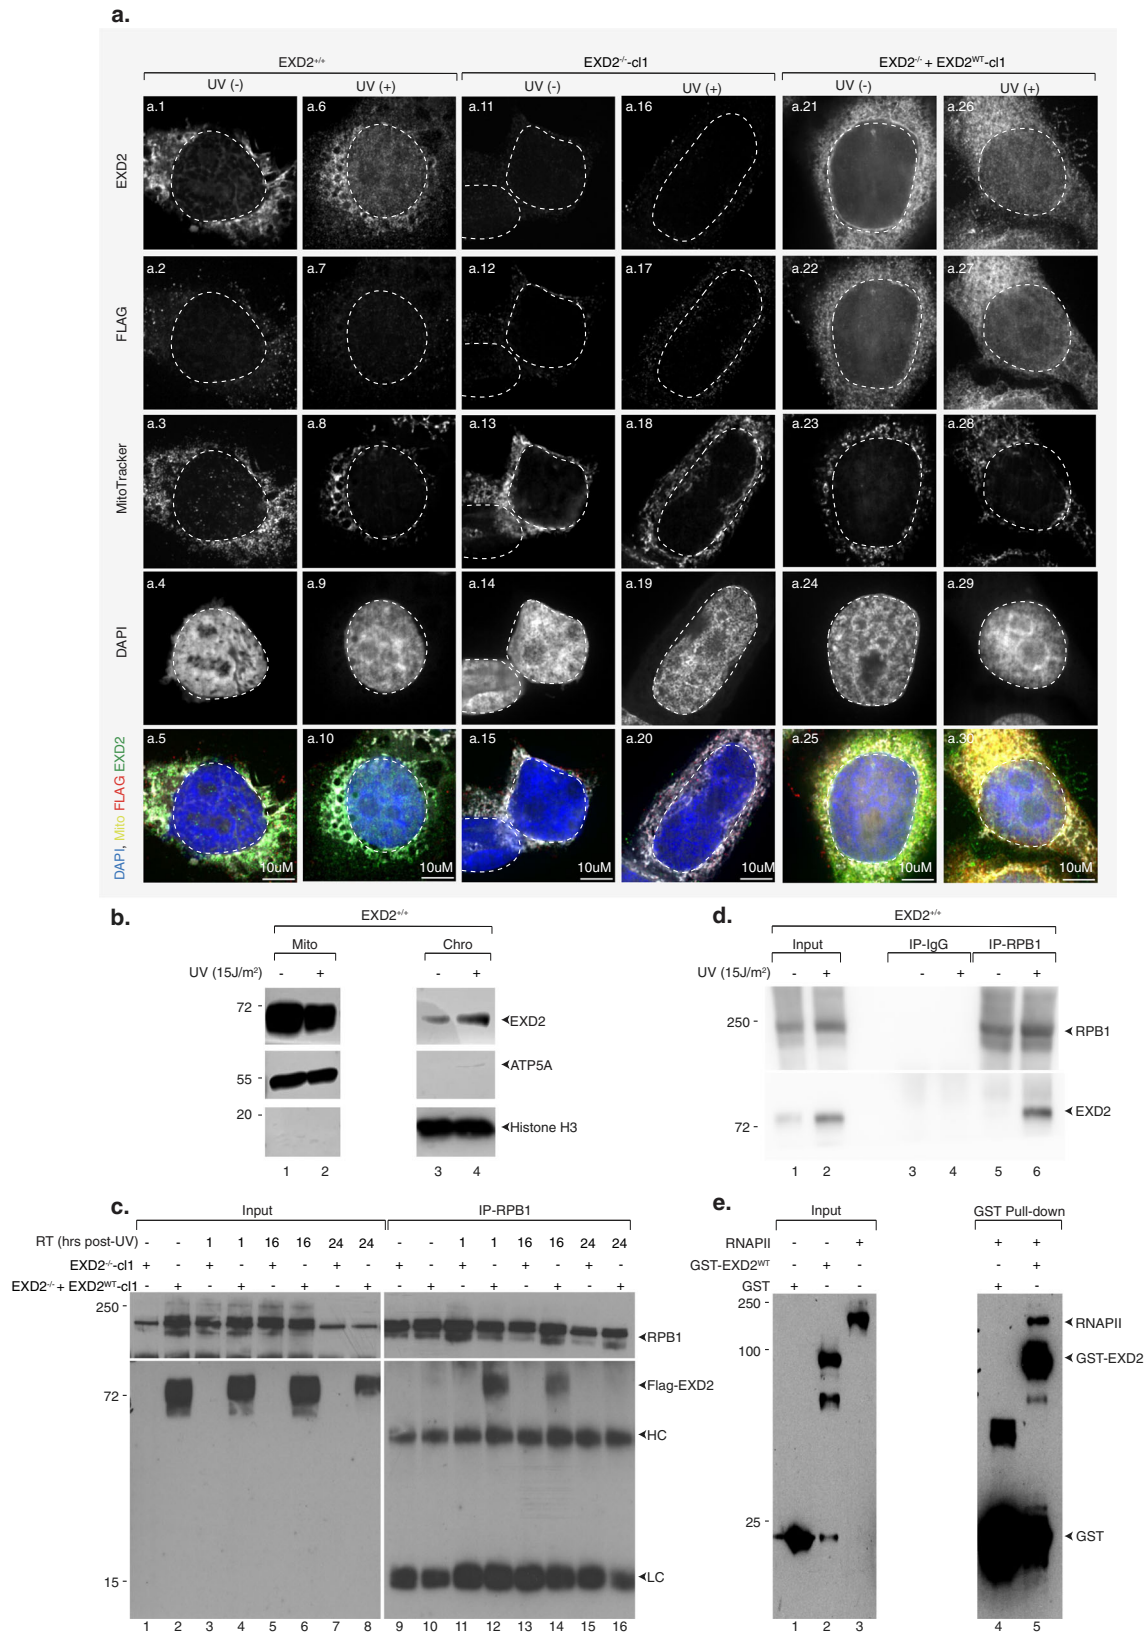 a.
EXD2+/+ EXD2-/--cl1 EXD2-/- + EXD2WT-cl1
UV (-) UV (+) UV (-) UV (+) UV (-) UV (+)
EXD2 a.1 a.6 a.11 a.16 a.21 a.26
FLAG a.2 a.7 a.12 a.17 a.22 a.27
MitoTracker a.3 a.8 a.13 a.18 a.23 a.28
DAPI a.4 a.9 a.14 a.19 a.24 a.29
DAPI, Mito FLAG EXD2 a.5 a.10 a.15 a.20 a.25 a.30
10uM 10uM 10uM 10uM 10uM 10uM
b.
EXD2+/+
Mito Chro
UV (15J/m²) - + - +
72 - EXD2
55 - ATP5A
20 - Histone H3
1 2 3 4
d.
EXD2+/+
Input IP-IgG IP-RPB1
UV (15J/m²) - + - + - +
250 - RPB1
EXD2
72 -
1 2 3 4 5 6
c.
Input IP-RPB1
RT (hrs post-UV) - - 1 1 16 16 24 24 - - 1 1 16 16 24 24
EXD2-/--cl1 + - + - + - + - + - + - + - + -
EXD2-/- + EXD2WT-cl1 - + - + - + - + - + - + - + - +
250 -
RPB1
72 - Flag-EXD2
HC
15 - LC
1 2 3 4 5 6 7 8 9 10 11 12 13 14 15 16
e.
Input GST Pull-down
RNAPII - - + + +
GST-EXD2WT - + - - +
GST + - - + -
250 - RNAPII
100 - GST-EXD2
25 - GST
1 2 3 4 5